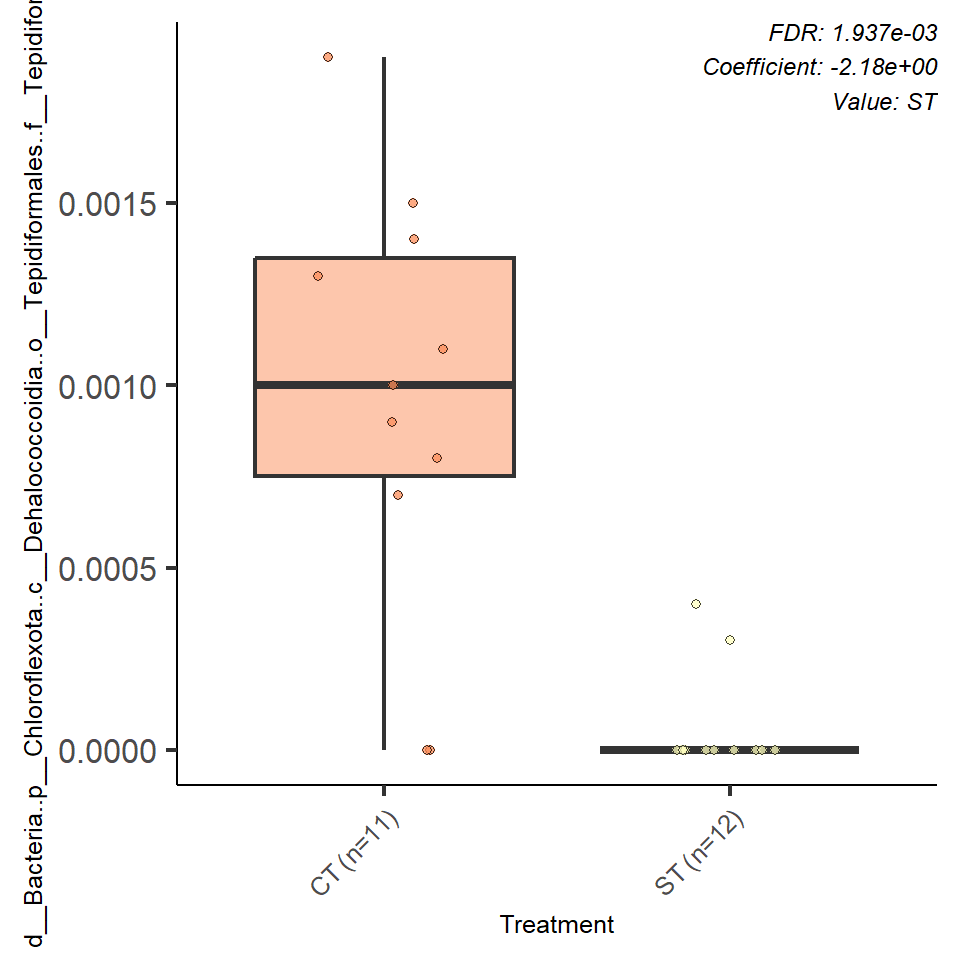 FDR: 1.937e-03
Coefficient: -2.18e+00
Value: ST
d__Bacteria..p__Chloroflexota..c__Dehalococcoidia..o__Tepidiformales..f__Tepidifor
0.0015
0.0010
0.0005
0.0000
CT (n=11)
ST (n=12)
Treatment